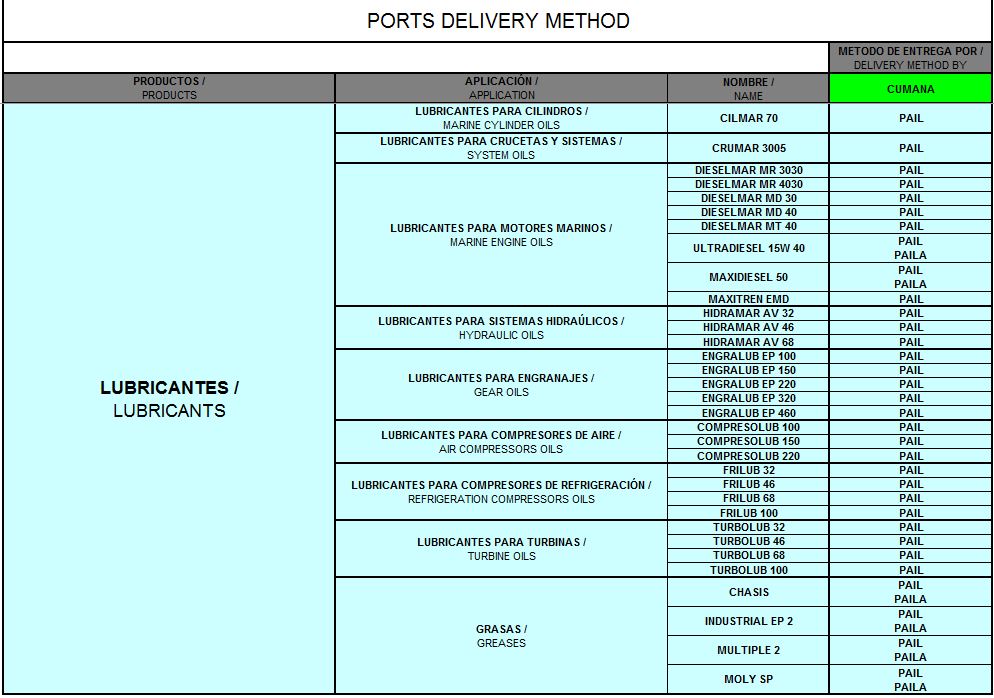 PORTS DELIVERY METHOD
METODO DE ENTREGA POR /
DELIVERY METHOD BY
PRODUCTOS /
PRODUCTS
APLICACIÓN /
APPLICATION
NOMBRE /
NAME
CUMANA
LUBRICANTES /
LUBRICANTS
LUBRICANTES PARA CILINDROS /
MARINE CYLINDER OILS
CILMAR 70
PAIL
LUBRICANTES PARA CRUCETAS Y SISTEMAS /
SYSTEM OILS
CRUMAR 3005
PAIL
LUBRICANTES PARA MOTORES MARINOS /
MARINE ENGINE OILS
DIESELMAR MR 3030
PAIL
DIESELMAR MR 4030
PAIL
DIESELMAR MD 30
PAIL
DIESELMAR MD 40
PAIL
DIESELMAR MT 40
PAIL
ULTRADIESEL 15W 40
PAIL
PAILA
MAXIDIESEL 50
PAIL
PAILA
MAXITREN EMD
PAIL
LUBRICANTES PARA SISTEMAS HIDRAÚLICOS /
HYDRAULIC OILS
HIDRAMAR AV 32
PAIL
HIDRAMAR AV 46
PAIL
HIDRAMAR AV 68
PAIL
LUBRICANTES PARA ENGRANAJES /
GEAR OILS
ENGRALUB EP 100
PAIL
ENGRALUB EP 150
PAIL
ENGRALUB EP 220
PAIL
ENGRALUB EP 320
PAIL
ENGRALUB EP 460
PAIL
LUBRICANTES PARA COMPRESORES DE AIRE /
AIR COMPRESSORS OILS
COMPRESOLUB 100
PAIL
COMPRESOLUB 150
PAIL
COMPRESOLUB 220
PAIL
LUBRICANTES PARA COMPRESORES DE REFRIGERACIÓN /
REFRIGERATION COMPRESSORS OILS
FRILUB 32
PAIL
FRILUB 46
PAIL
FRILUB 68
PAIL
FRILUB 100
PAIL
LUBRICANTES PARA TURBINAS /
TURBINE OILS
TURBOLUB 32
PAIL
TURBOLUB 46
PAIL
TURBOLUB 68
PAIL
TURBOLUB 100
PAIL
GRASAS /
GREASES
CHASIS
PAIL
PAILA
INDUSTRIAL EP 2
PAIL
PAILA
MULTIPLE 2
PAIL
PAILA
MOLY SP
PAIL
PAILA